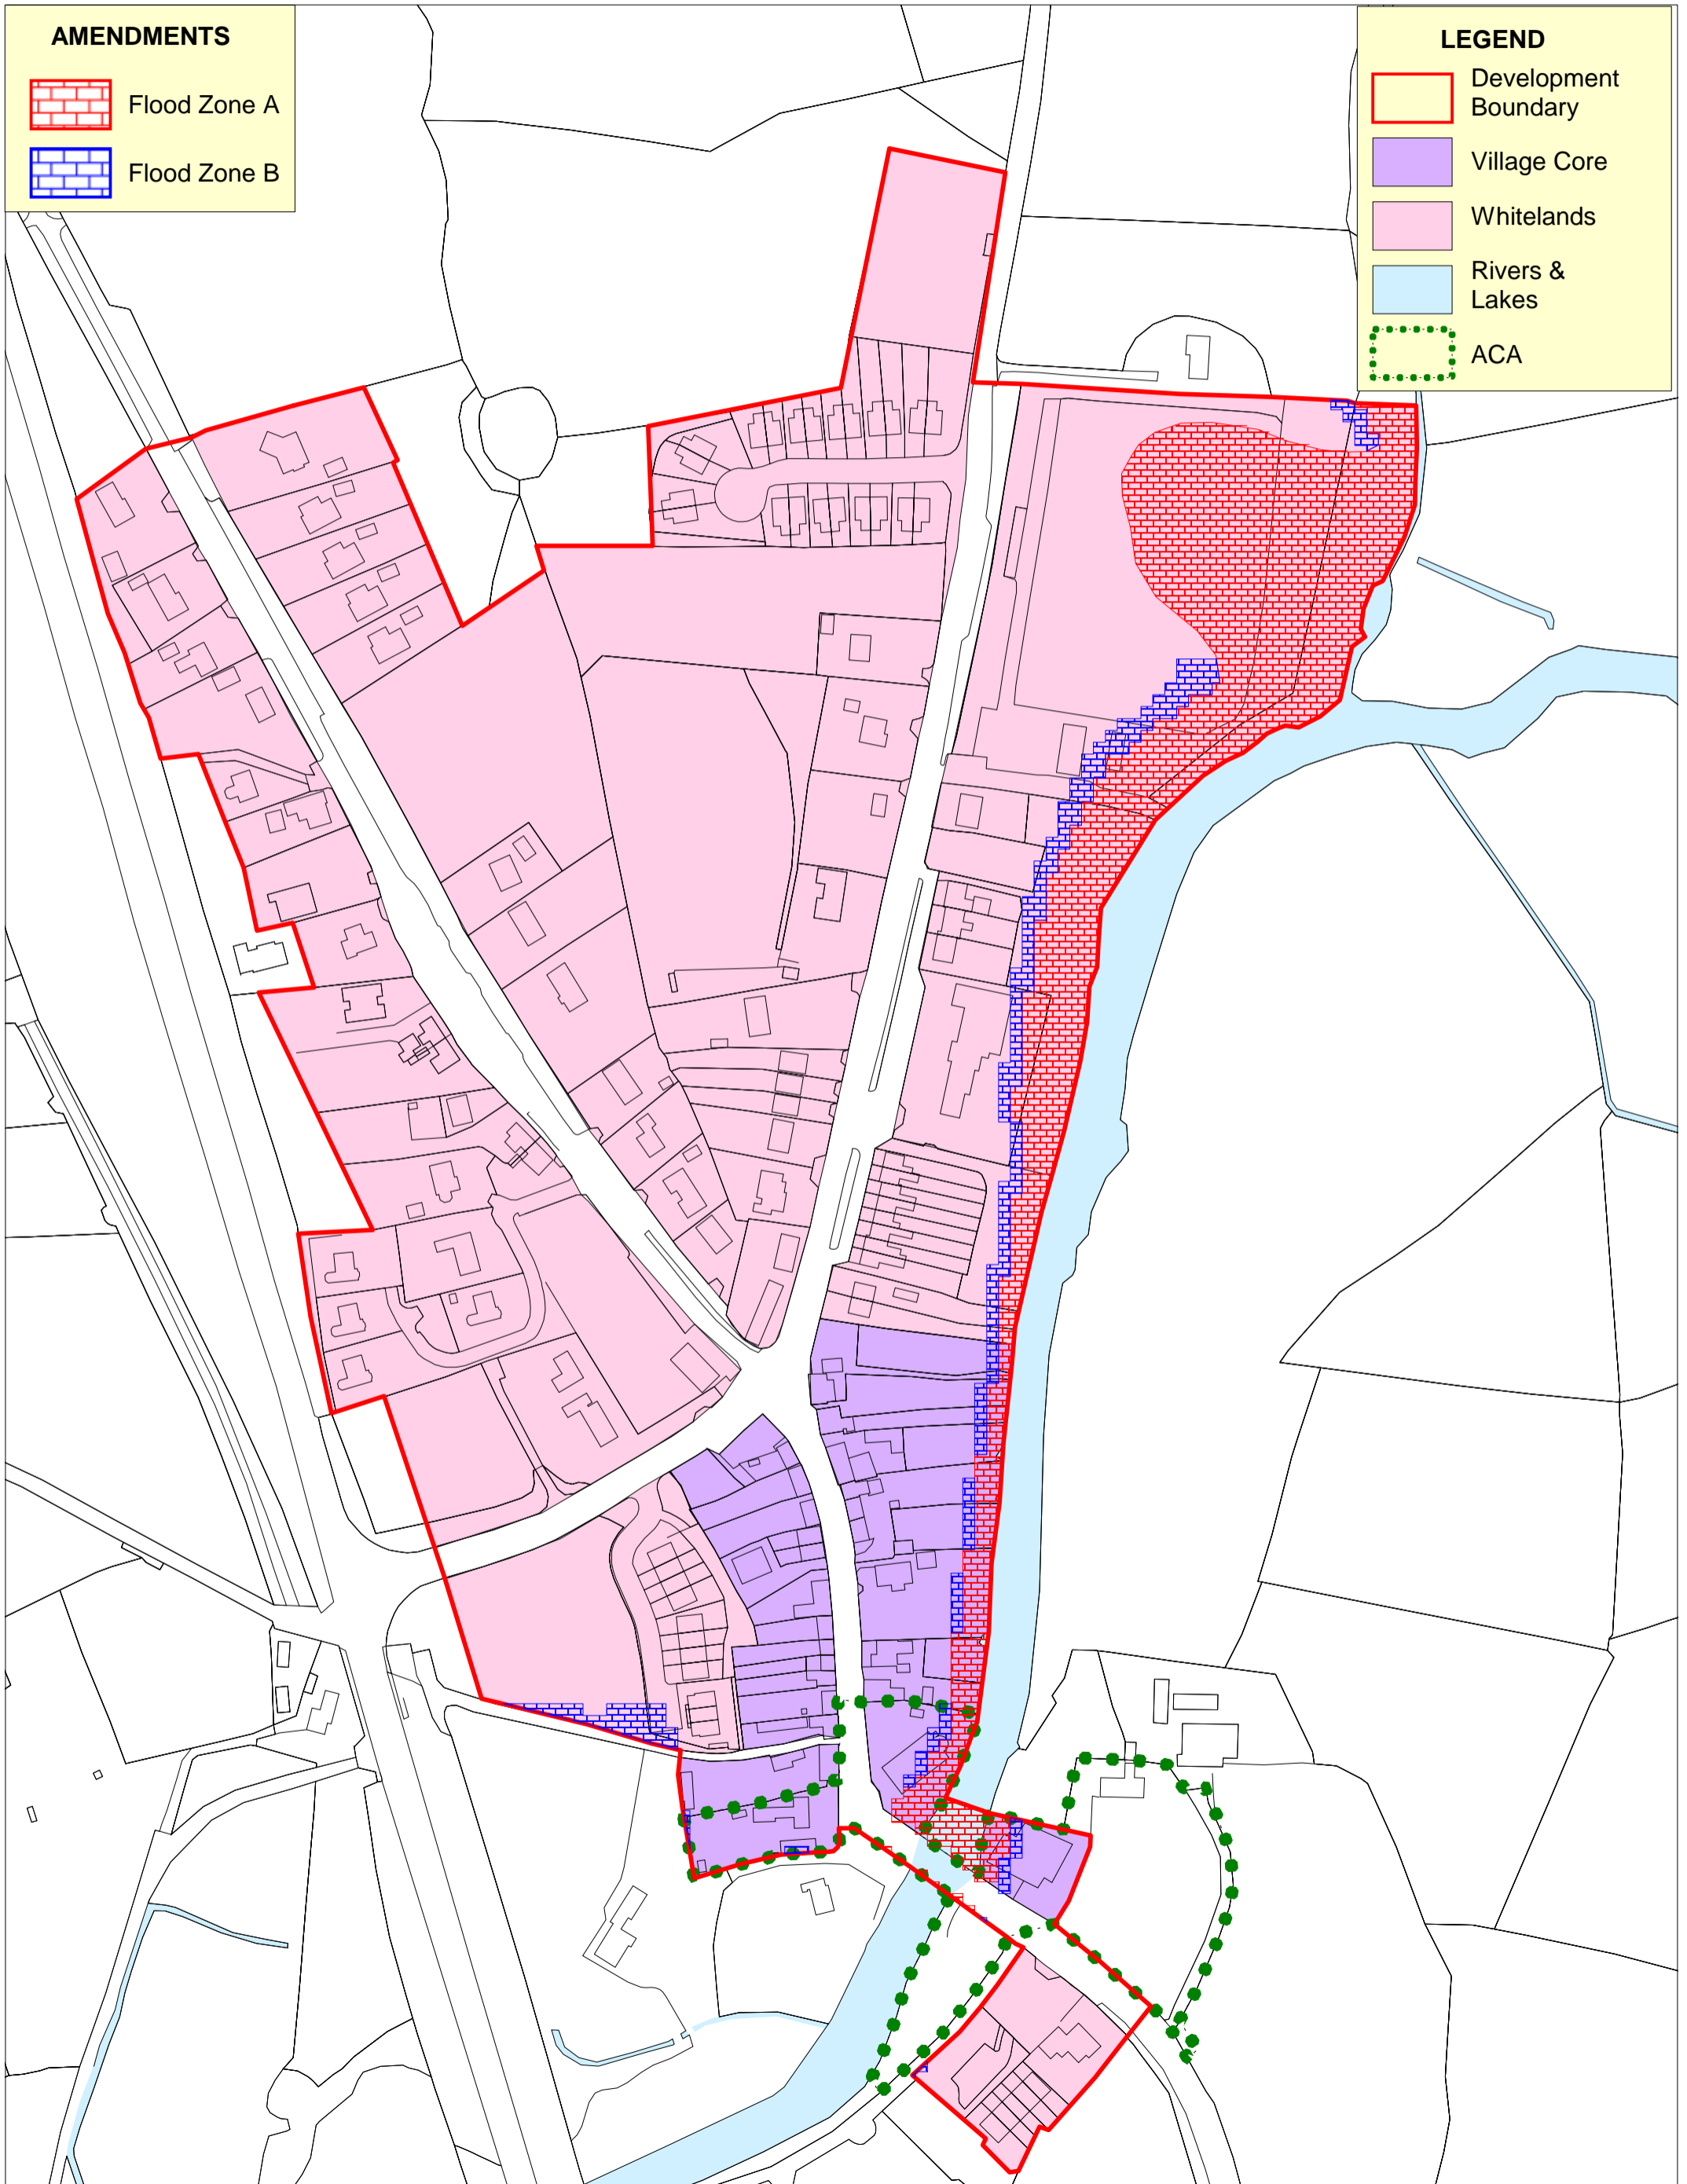 AMENDMENTS
Flood Zone A
Flood Zone B
LEGEND
Development
Boundary
Village Core
Whitelands
Rivers &
Lakes
ACA